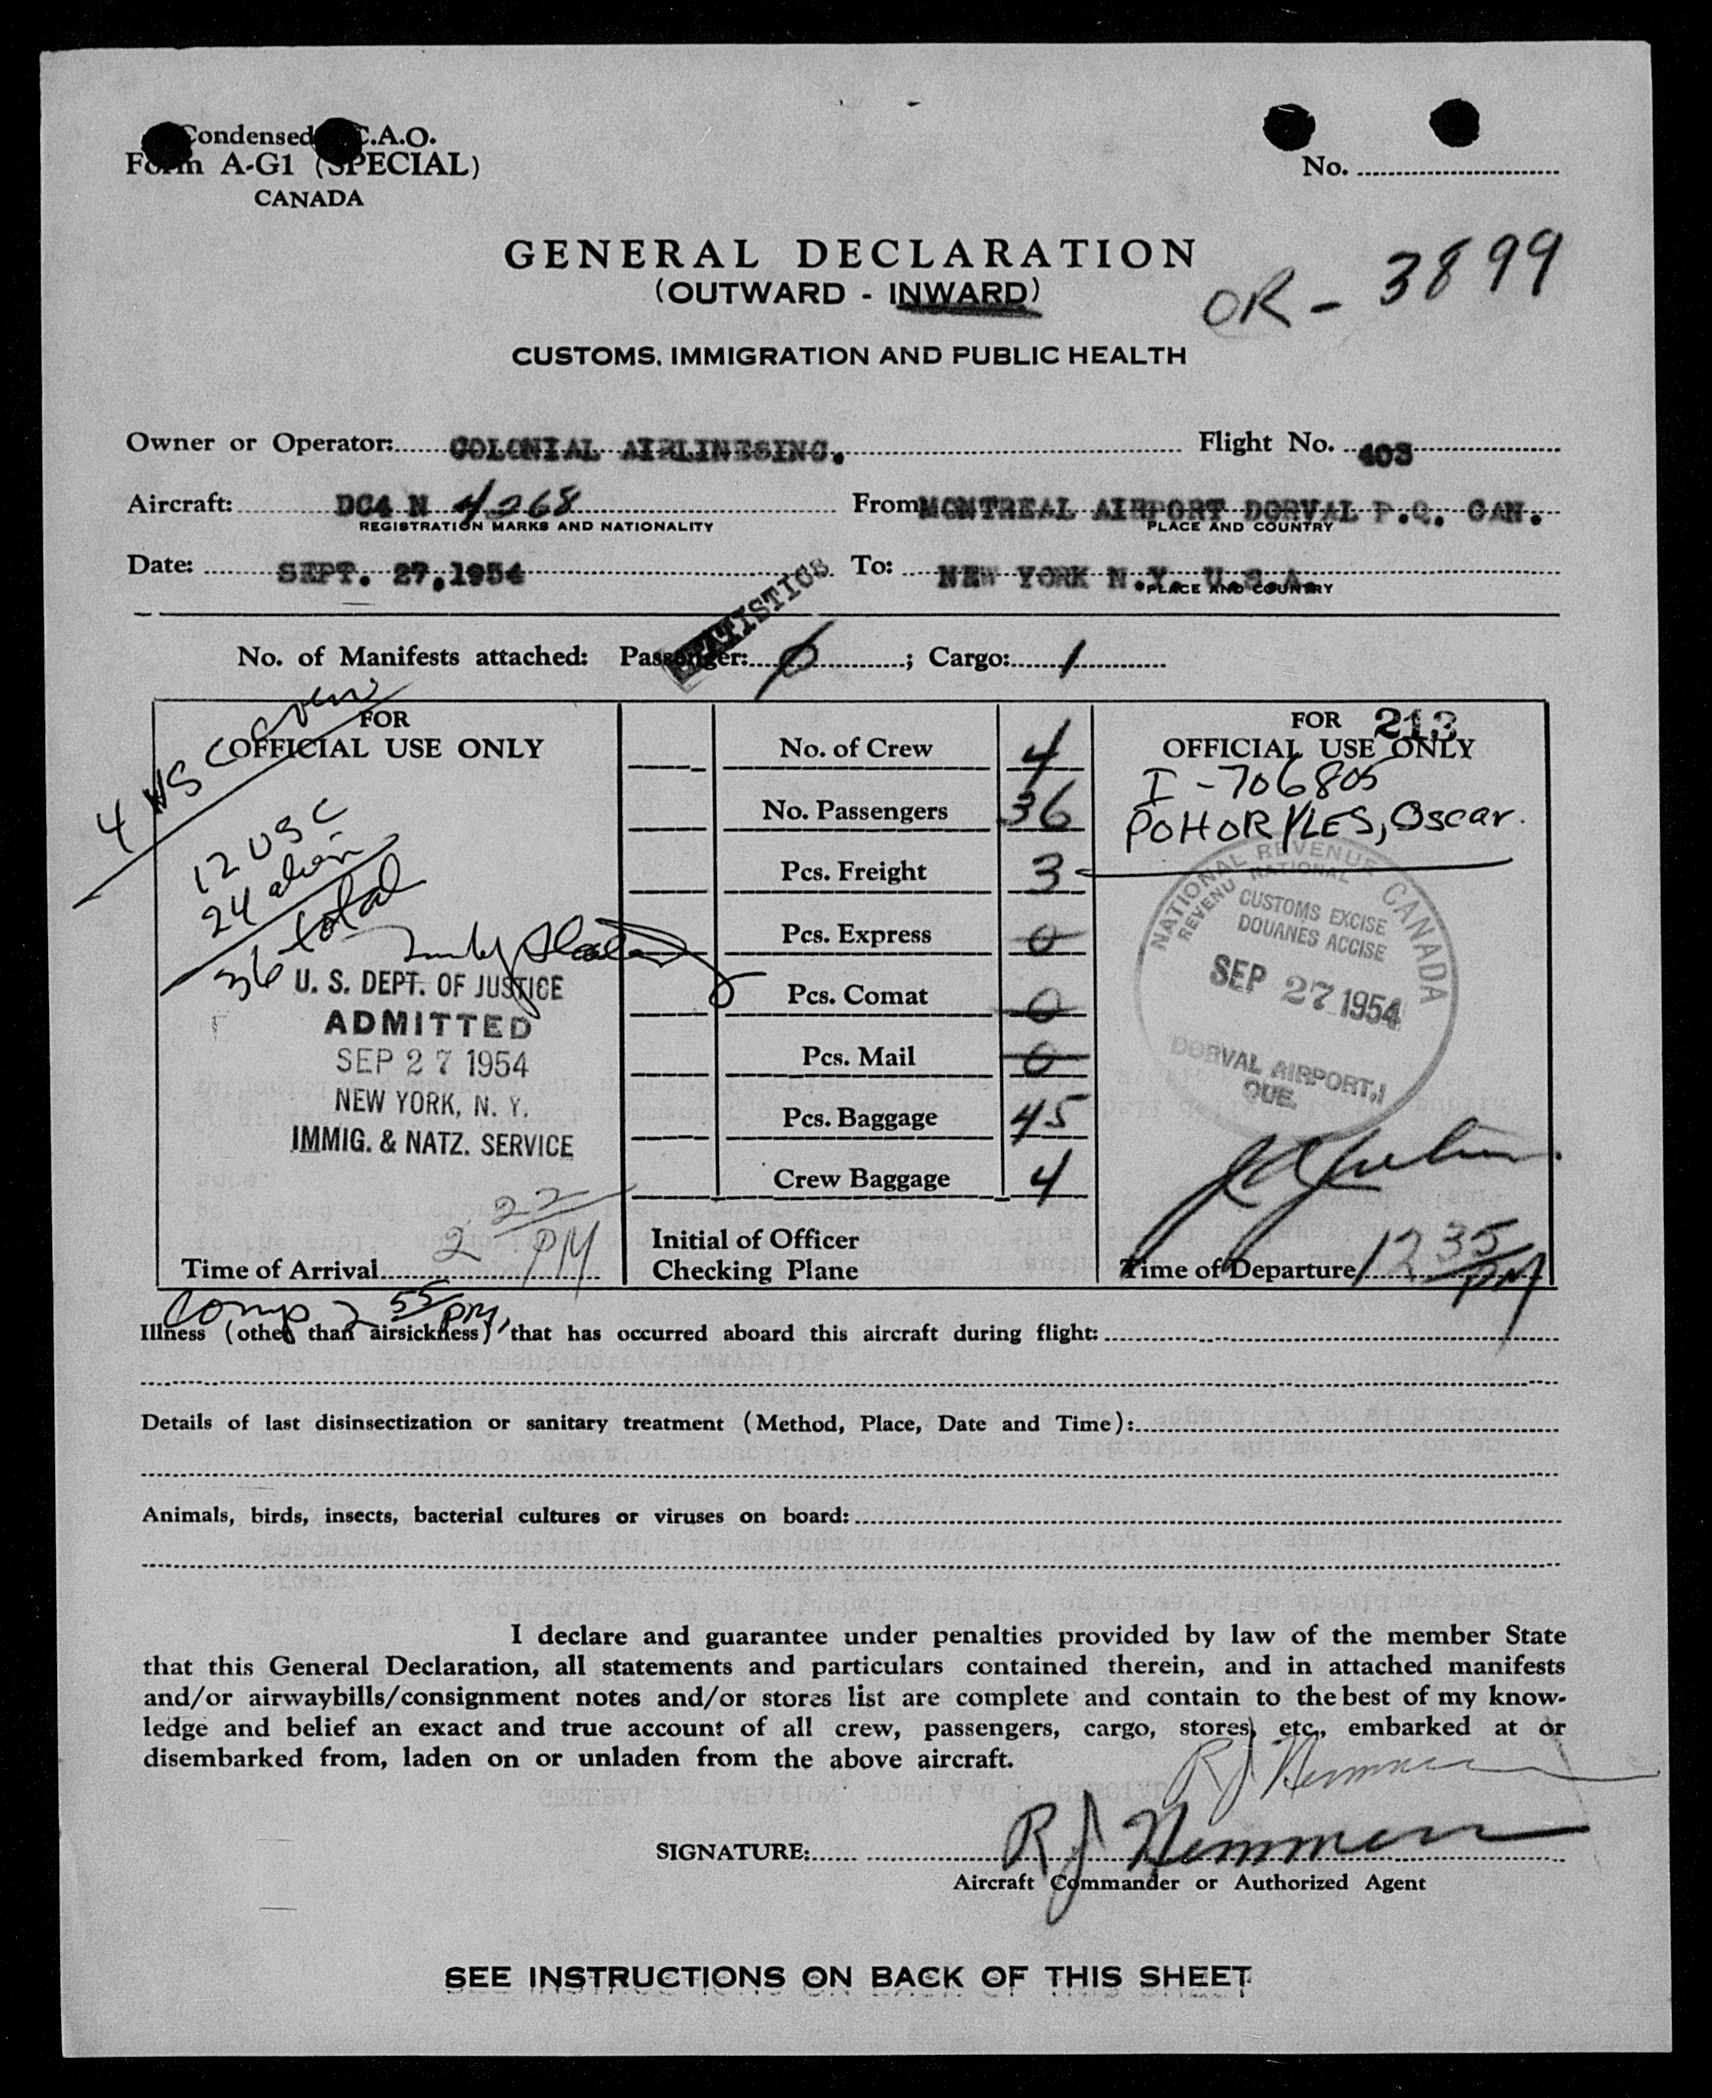 Condensed I.C.A.O.
Form A-G1 (SPECIAL)
CANADA
No.
GENERAL DECLARATION
(OUTWARD - INWARD)
OR - 3899
CUSTOMS, IMMIGRATION AND PUBLIC HEALTH
Owner or Operator: COLONIAL AIRLINESINC. Flight No. 403
Aircraft: DC4 N 4268 From MONTREAL AIRPORT DORVAL P.Q. CAN.
REGISTRATION MARKS AND NATIONALITY PLACE AND COUNTRY
Date: SEPT. 27,1954 To: NEW YORK N.Y. U.S.A.
PLACE AND COUNTRY
STATISTICS
No. of Manifests attached: Passenger: 0 ; Cargo: 1
FOR
OFFICIAL USE ONLY
4 US C crew
12 USC
24 alien
36 total
U. S. DEPT. OF JUSTICE
ADMITTED
SEP 27 1954
NEW YORK, N. Y.
IMMIG. & NATZ. SERVICE
Time of Arrival 2 22 PM
No. of Crew 4
No. Passengers 36
Pcs. Freight 3
Pcs. Express 0
Pcs. Comat 0
Pcs. Mail 0
Pcs. Baggage 45
Crew Baggage 4
Initial of Officer
Checking Plane
FOR 213
OFFICIAL USE ONLY
I - 706805
POHORYLES, Oscar.
NATIONAL REVENUE CANADA
REVENU NATIONAL
CUSTOMS EXCISE
DOUANES ACCISE
SEP 27 1954
DORVAL AIRPORT,
QUE.
Time of Departure 12 35 PM
Comp 2 55 PM,
Illness (other than airsickness) that has occurred aboard this aircraft during flight:
Details of last disinsectization or sanitary treatment (Method, Place, Date and Time):
Animals, birds, insects, bacterial cultures or viruses on board:
I declare and guarantee under penalties provided by law of the member State
that this General Declaration, all statements and particulars contained therein, and in attached manifests
and/or airwaybills/consignment notes and/or stores list are complete and contain to the best of my know-
ledge and belief an exact and true account of all crew, passengers, cargo, stores, etc., embarked at or
disembarked from, laden on or unladen from the above aircraft.
R J Nemmers
SIGNATURE: R J Nemmers
Aircraft Commander or Authorized Agent
SEE INSTRUCTIONS ON BACK OF THIS SHEET